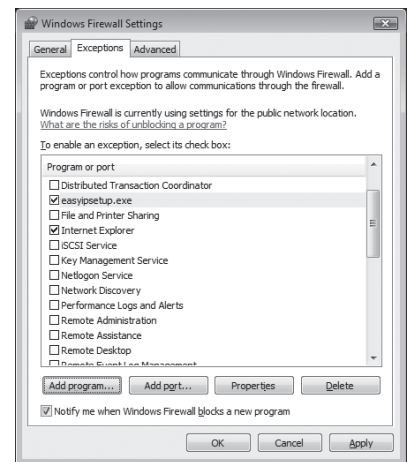 Windows Firewall Settings
General Exceptions Advanced
Exceptions control how programs communicate through Windows Firewall. Add a
program or port exception to allow communications through the firewall.
Windows Firewall is currently using settings for the public network location.
What are the risks of unblocking a program?
To enable an exception, select its check box:
Program or port
Distributed Transaction Coordinator
easyipsetup.exe
File and Printer Sharing
Internet Explorer
iSCSI Service
Key Management Service
Netlogon Service
Network Discovery
Performance Logs and Alerts
Remote Administration
Remote Assistance
Remote Desktop
Remote Event Log Management
Add program... Add port... Properties Delete
Notify me when Windows Firewall blocks a new program
OK Cancel Apply